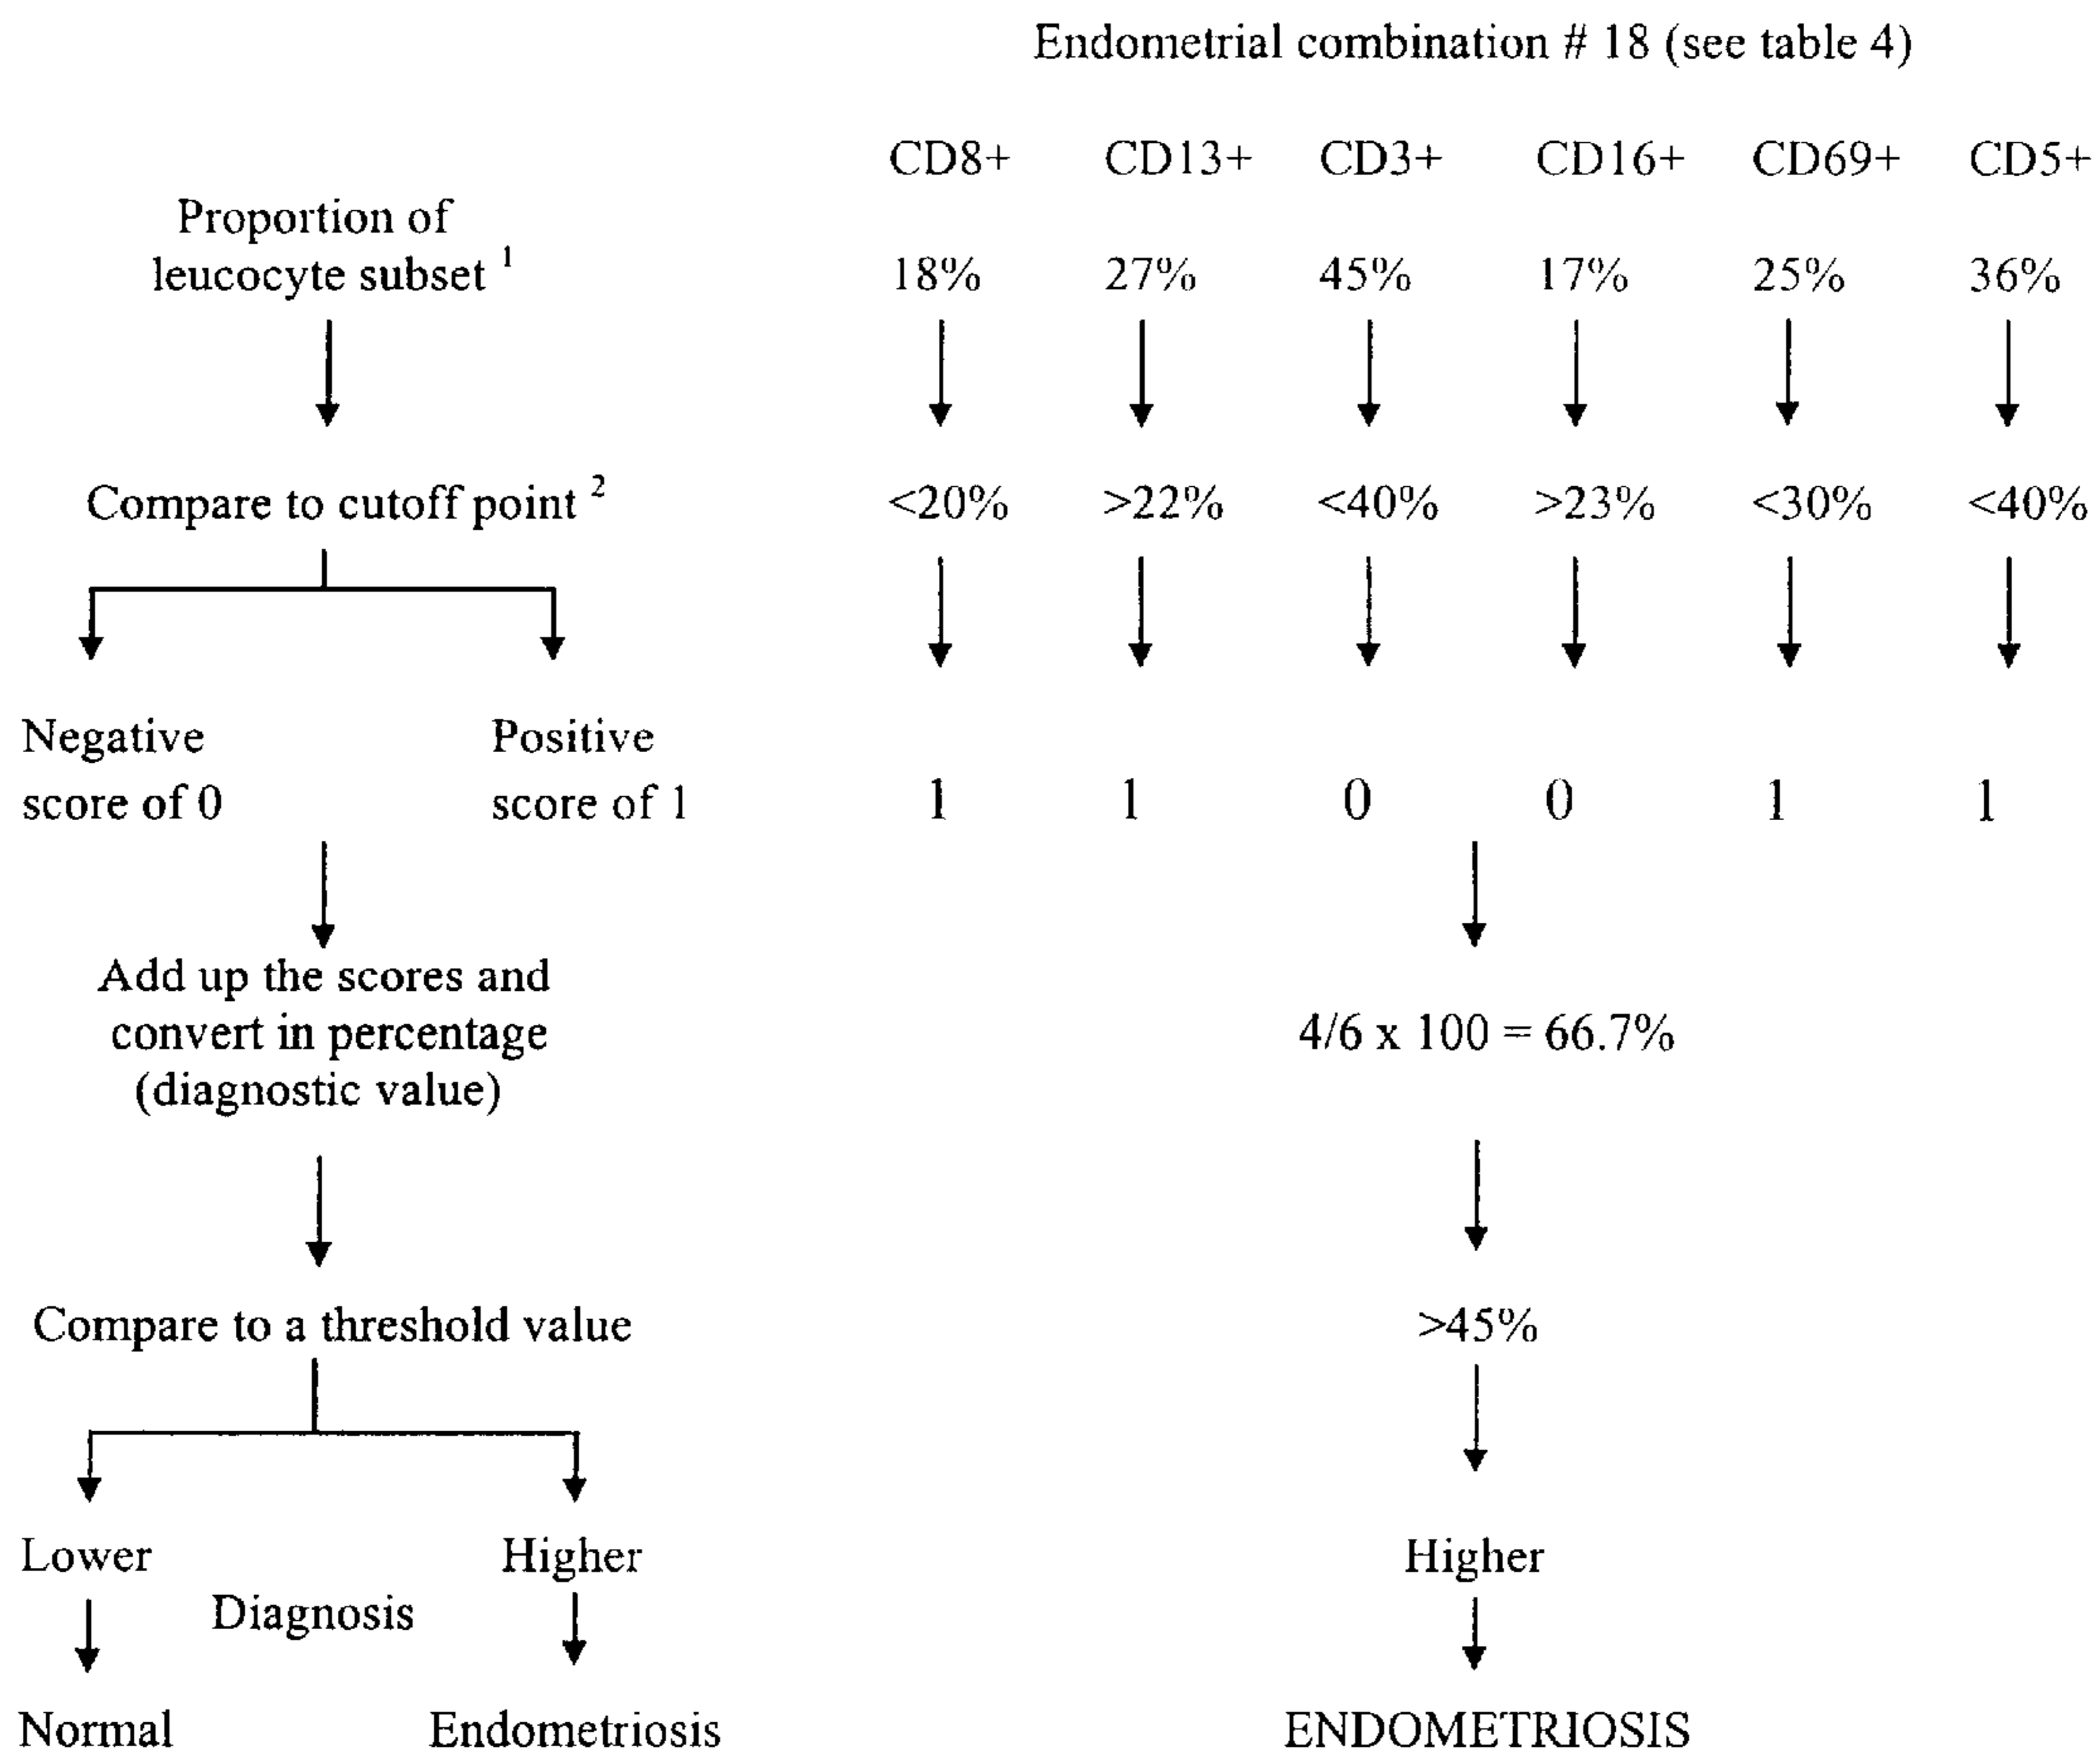 Endometrial combination # 18 (see table 4)
CD8+ CD13+ CD3+ CD16+ CD69+ CD5+
Proportion of
leucocyte subset 1
18% 27% 45% 17% 25% 36%
Compare to cutoff point 2
<20% >22% <40% >23% <30% <40%
Negative Positive
score of 0 score of 1
1 1 0 0 1 1
Add up the scores and
convert in percentage
(diagnostic value)
4/6 x 100 = 66.7%
Compare to a threshold value
>45%
Lower Higher
Higher
Diagnosis
Normal Endometriosis
ENDOMETRIOSIS